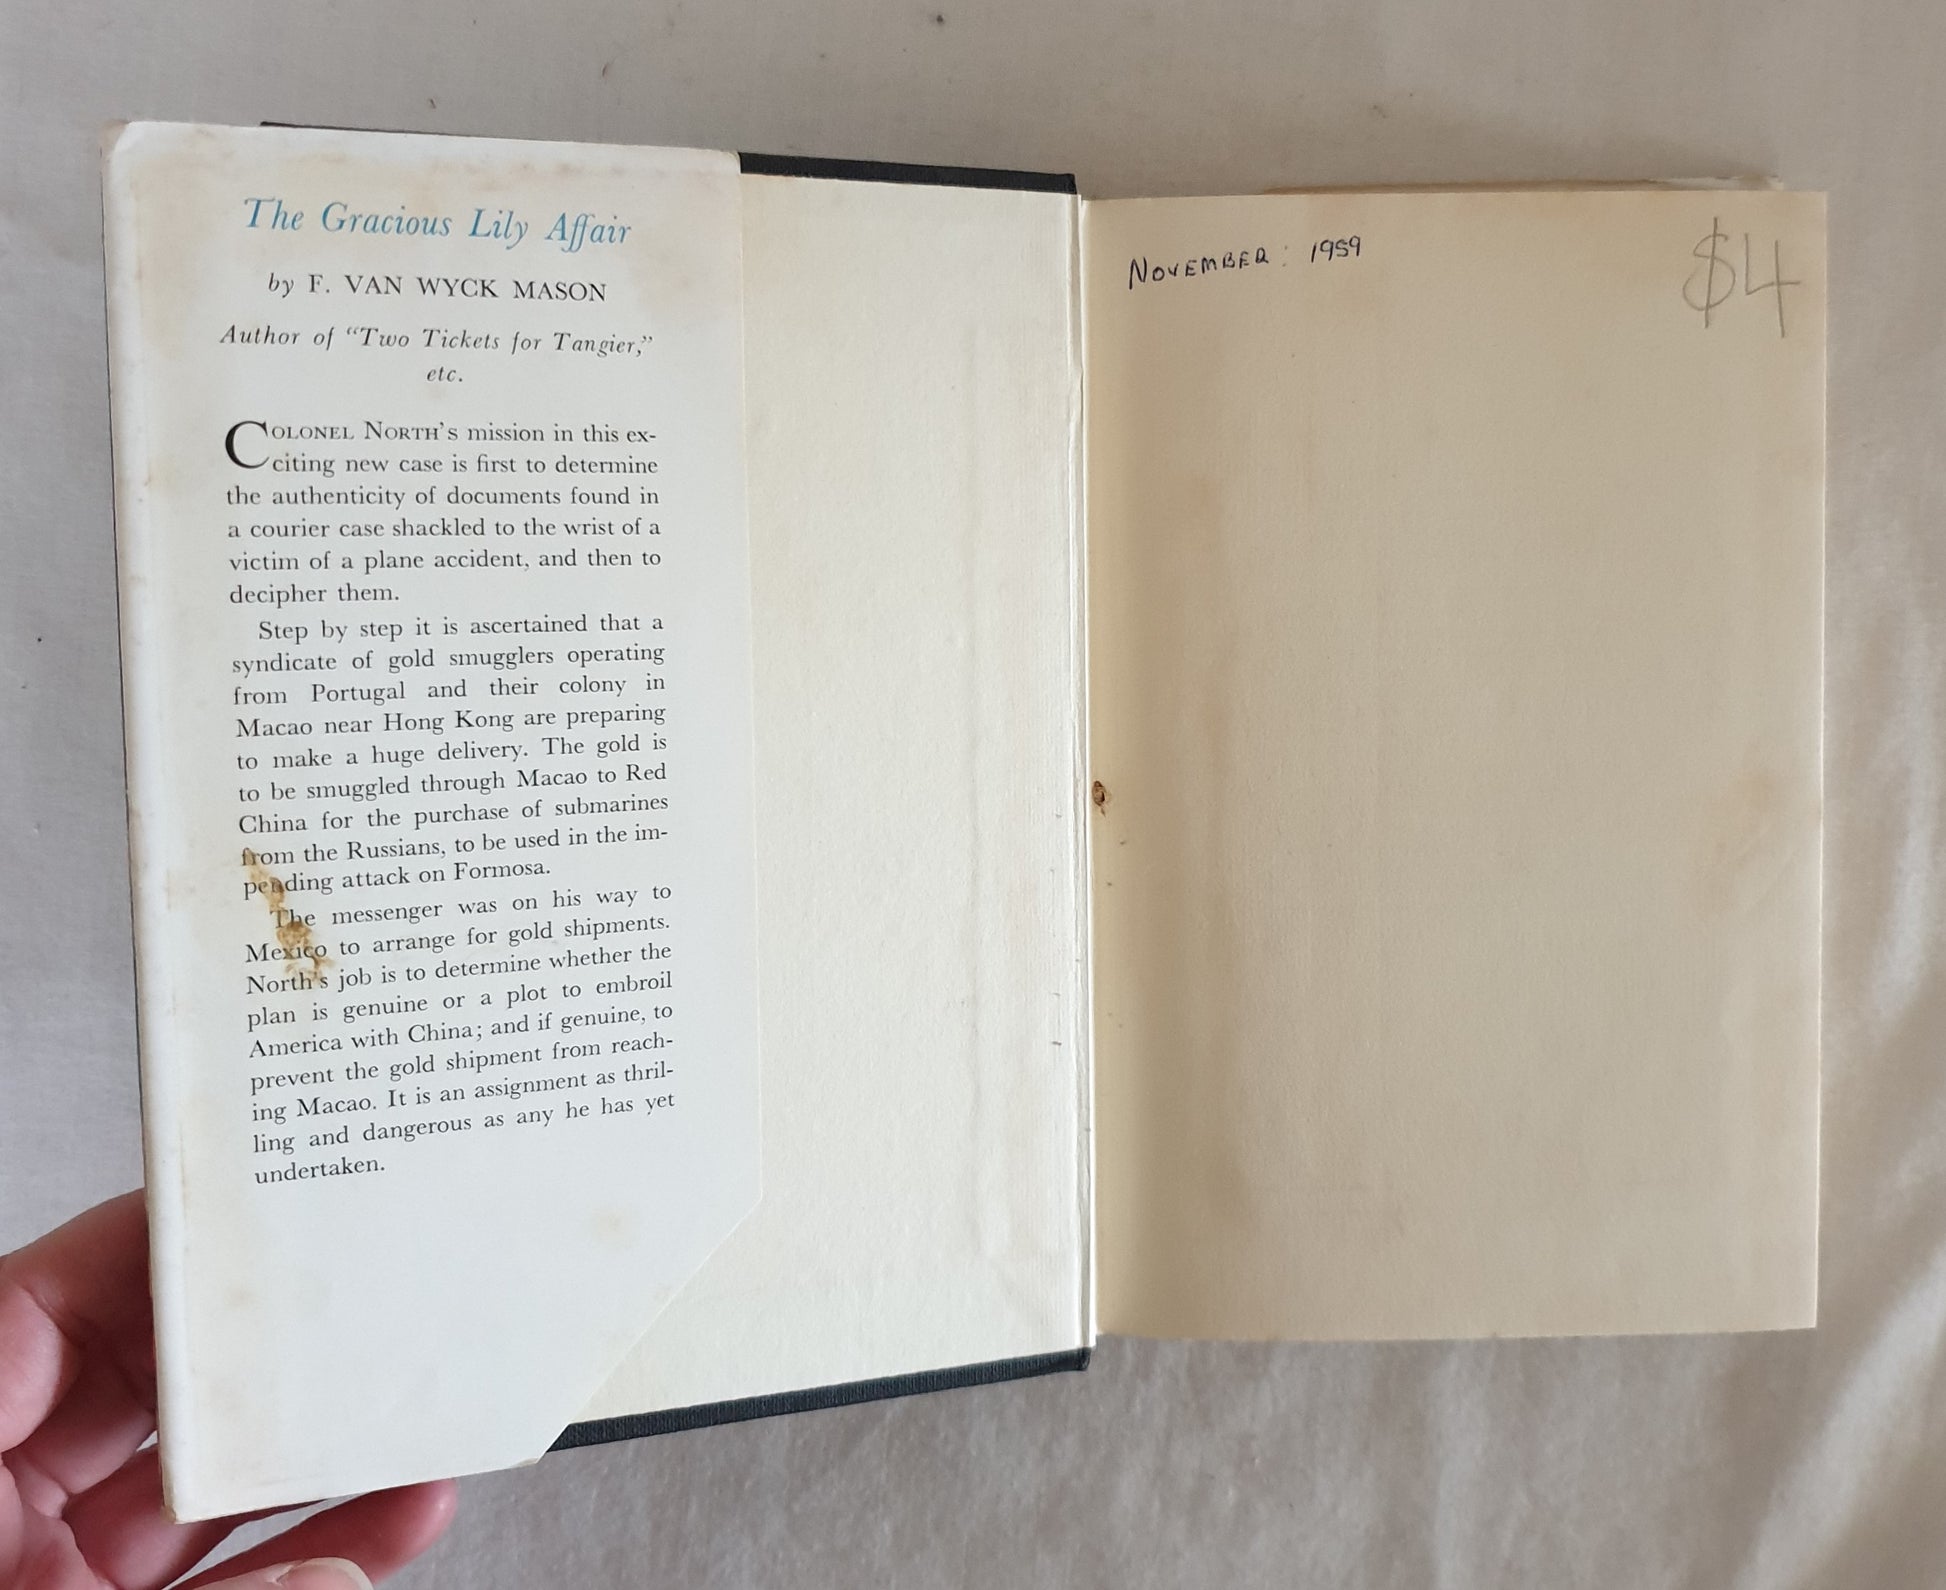 The Gracious Lily Affair
by F. VAN WYCK MASON
Author of "Two Tickets for Tangier,"
etc.
COLONEL NORTH'S mission in this ex-
citing new case is first to determine
the authenticity of documents found in
a courier case shackled to the wrist of a
victim of a plane accident, and then to
decipher them.
Step by step it is ascertained that a
syndicate of gold smugglers operating
from Portugal and their colony in
Macao near Hong Kong are preparing
to make a huge delivery. The gold is
to be smuggled through Macao to Red
China for the purchase of submarines
from the Russians, to be used in the im-
pending attack on Formosa.
The messenger was on his way to
Mexico to arrange for gold shipments.
North's job is to determine whether the
plan is genuine or a plot to embroil
America with China; and if genuine, to
prevent the gold shipment from reach-
ing Macao. It is an assignment as thril-
ling and dangerous as any he has yet
undertaken.
NOVEMBER: 1959
$4